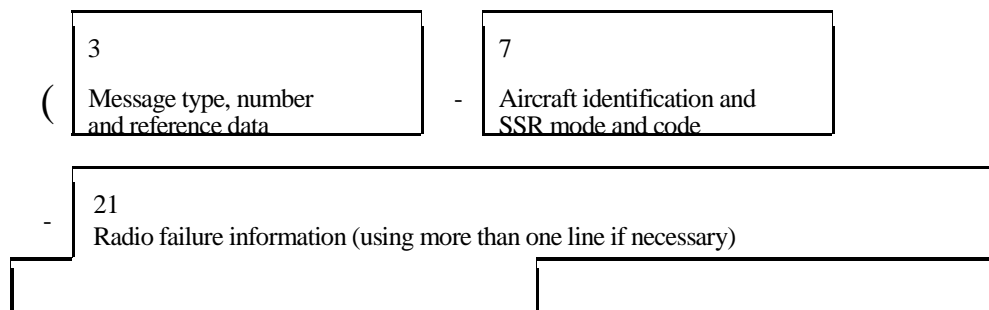 3
7
( Message type, number - Aircraft identification and
and reference data SSR mode and code
21
- Radio failure information (using more than one line if necessary)